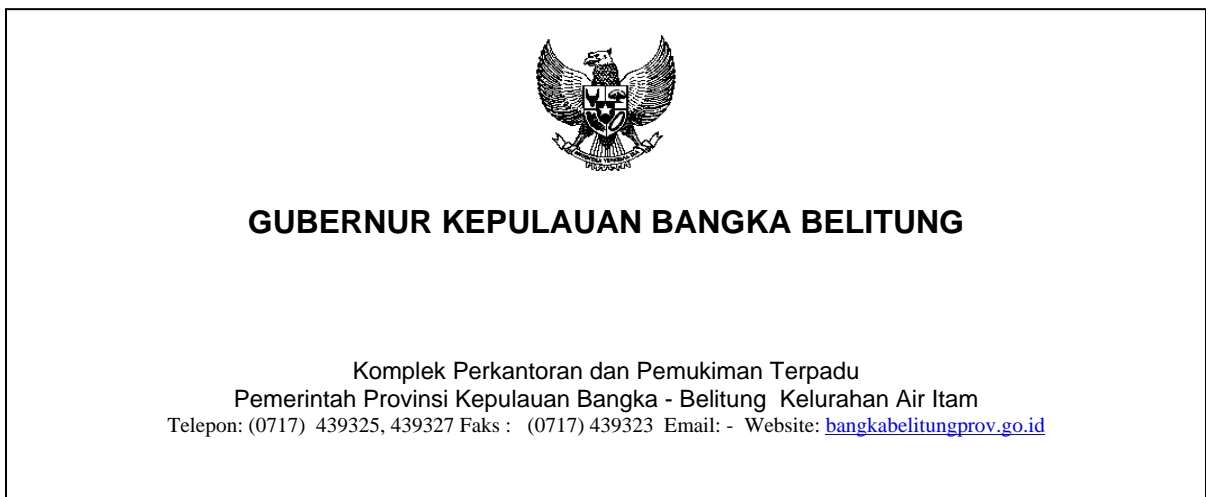 GUBERNUR KEPULAUAN BANGKA BELITUNG
Komplek Perkantoran dan Pemukiman Terpadu
Pemerintah Provinsi Kepulauan Bangka - Belitung Kelurahan Air Itam
Telepon: (0717) 439325, 439327 Faks : (0717) 439323 Email: - Website: bangkabelitungprov.go.id